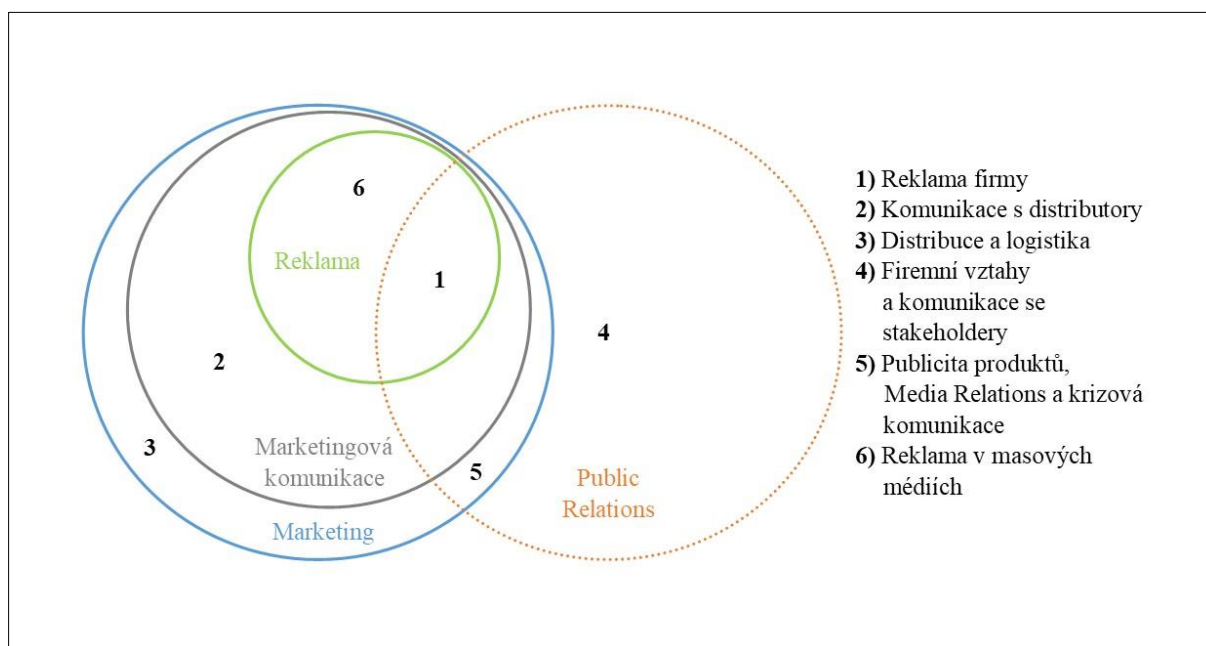 6
Reklama
1
2
4
3
Marketingová
komunikace
5
Public
Relations
Marketing
1) Reklama firmy
2) Komunikace s distributory
3) Distribuce a logistika
4) Firemní vztahy
a komunikace se
stakeholdery
5) Publicita produktů,
Media Relations a krizová
komunikace
6) Reklama v masových
médiích